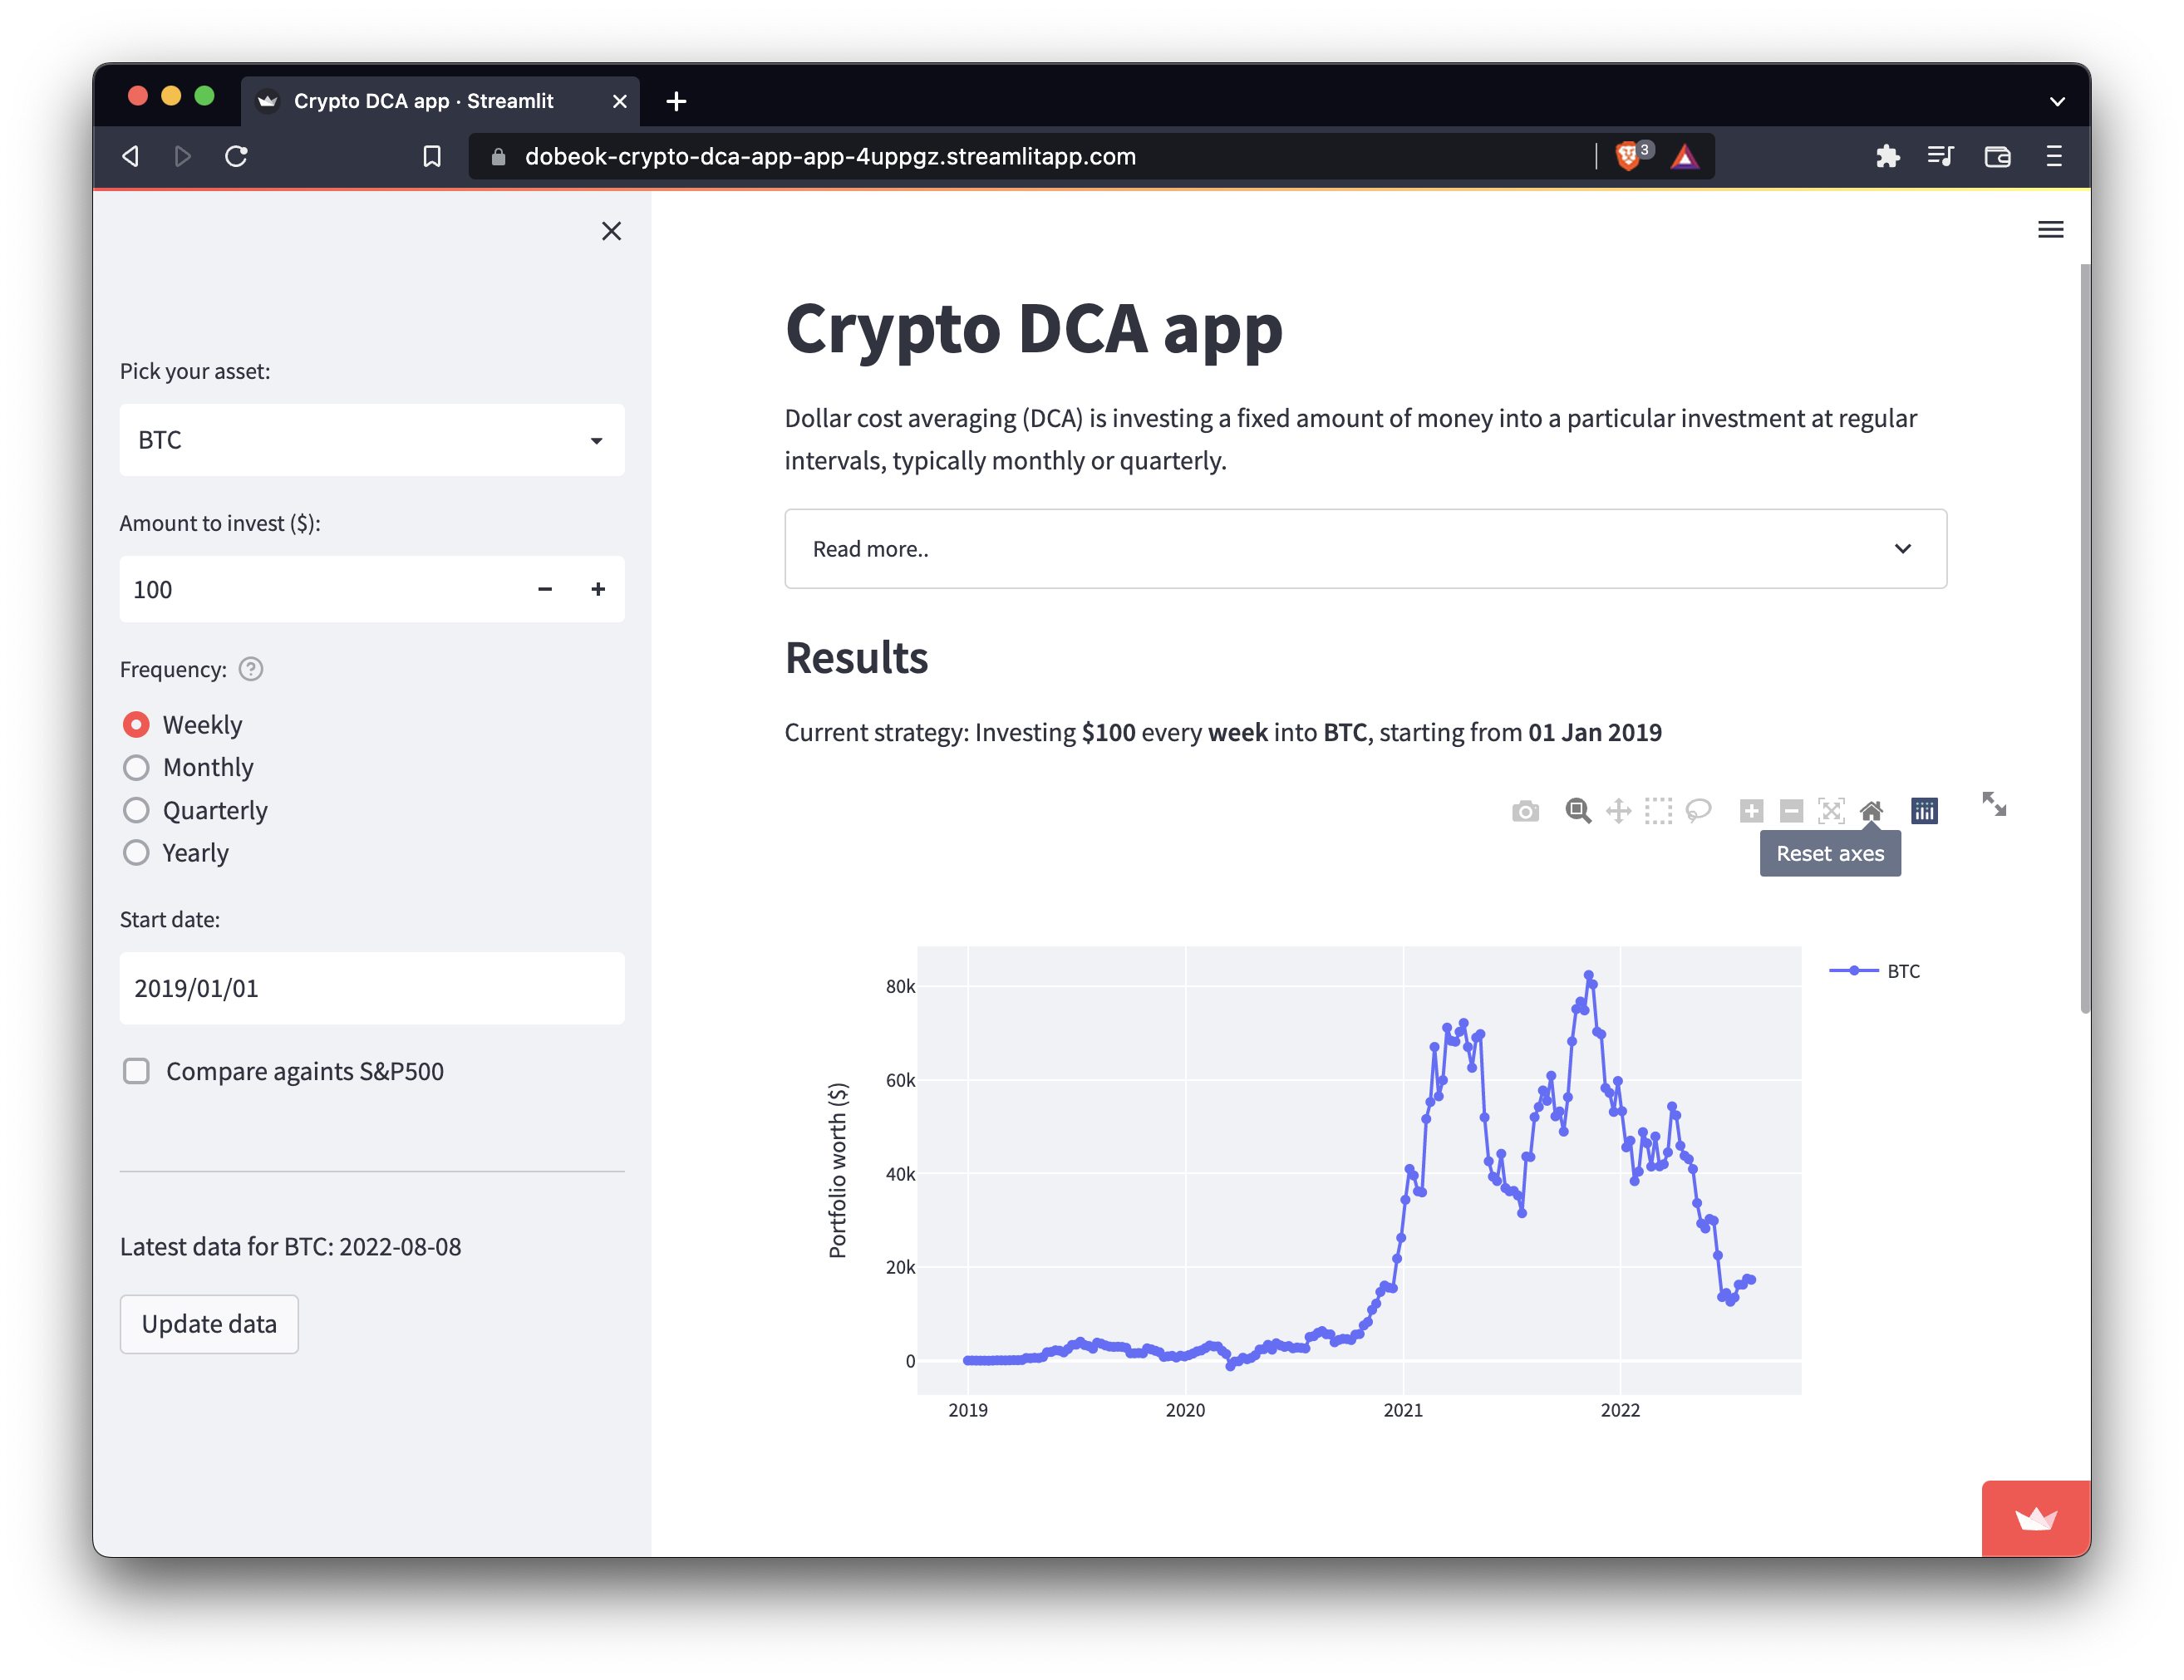 Crypto DCA app · Streamlit
dobeok-crypto-dca-app-app-4uppgz.streamlitapp.com
3
Pick your asset:
BTC
Amount to invest ($):
100
Frequency:
?
Weekly
Monthly
Quarterly
Yearly
Start date:
2019/01/01
Compare againts S&P500
Latest data for BTC: 2022-08-08
Update data
Crypto DCA app
Dollar cost averaging (DCA) is investing a fixed amount of money into a particular investment at regular
intervals, typically monthly or quarterly.
Read more..
Results
Current strategy: Investing $100 every week into BTC, starting from 01 Jan 2019
Reset axes
BTC
Portfolio worth ($)
80k
60k
40k
20k
0
2019
2020
2021
2022